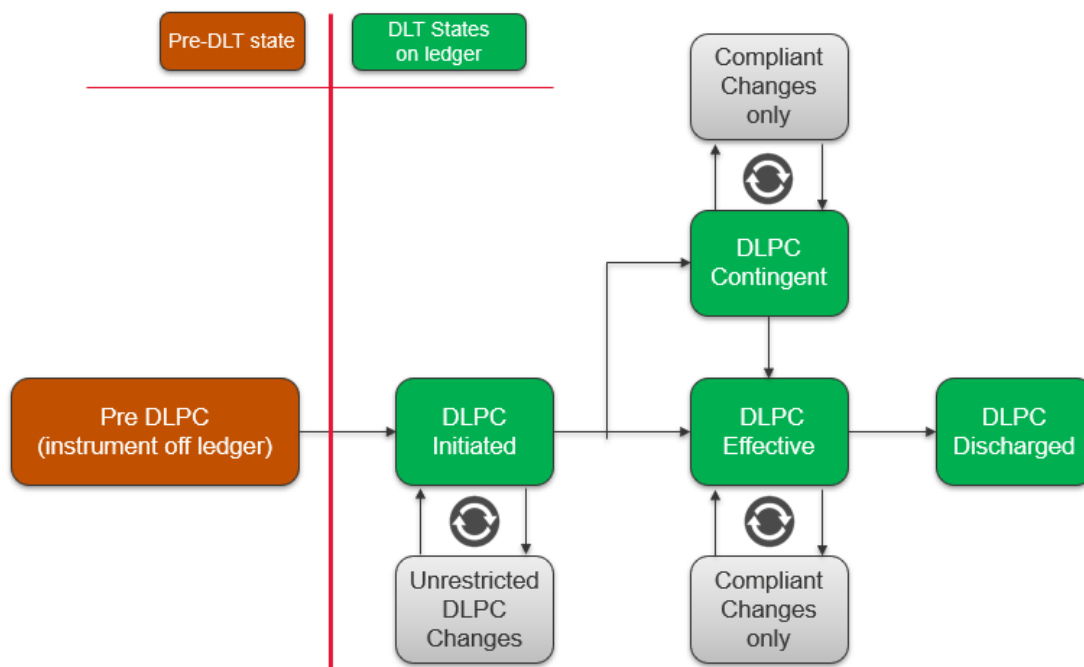 Pre-DLT state
DLT States
on ledger
Compliant
Changes
only
DLPC
Contingent
Pre DLPC
(instrument off ledger)
DLPC
Initiated
DLPC
Effective
DLPC
Discharged
Unrestricted
DLPC
Changes
Compliant
Changes
only